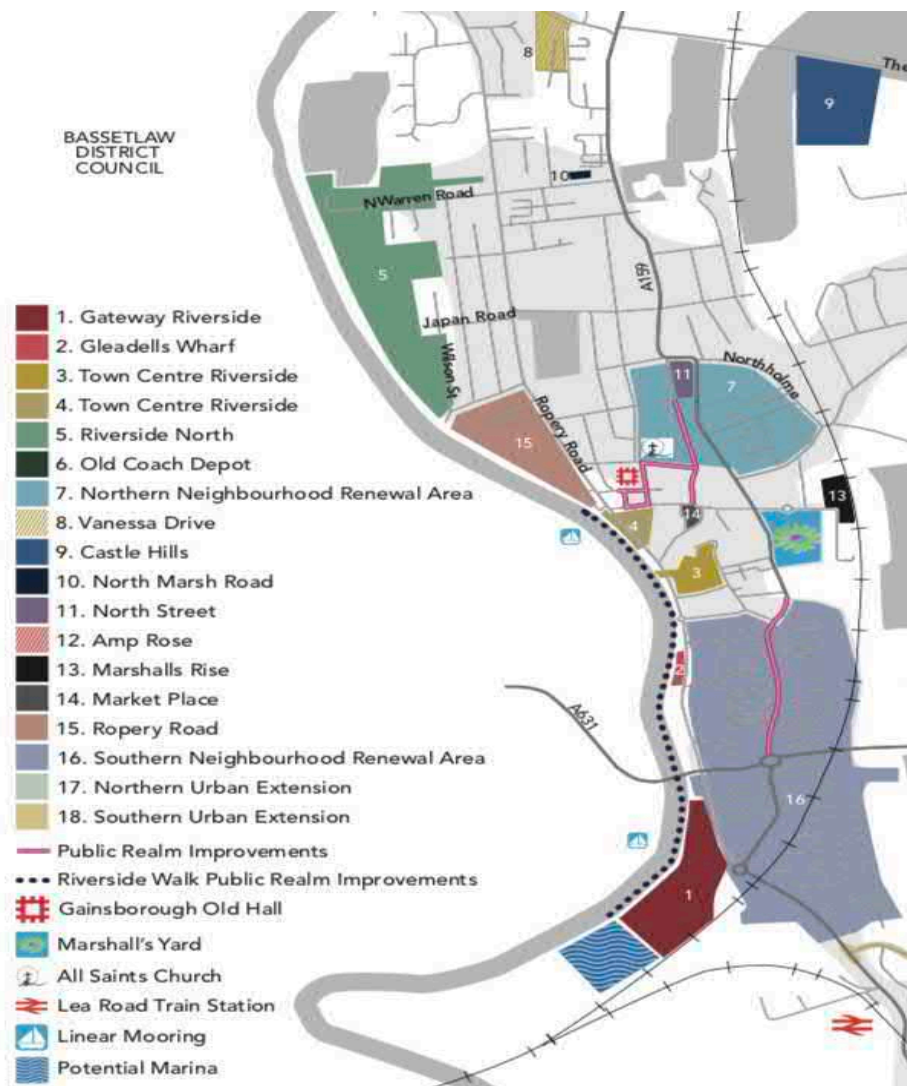 BASSETLAW
DISTRICT
COUNCIL
8
The
9
10
N Warren Road
5
A159
Japan Road
Wilson St
Northolme
11
7
15
Ropery Road
13
14
4
3
2
A631
16
1
1. Gateway Riverside
2. Gleadells Wharf
3. Town Centre Riverside
4. Town Centre Riverside
5. Riverside North
6. Old Coach Depot
7. Northern Neighbourhood Renewal Area
8. Vanessa Drive
9. Castle Hills
10. North Marsh Road
11. North Street
12. Amp Rose
13. Marshalls Rise
14. Market Place
15. Ropery Road
16. Southern Neighbourhood Renewal Area
17. Northern Urban Extension
18. Southern Urban Extension
Public Realm Improvements
Riverside Walk Public Realm Improvements
Gainsborough Old Hall
Marshall's Yard
All Saints Church
Lea Road Train Station
Linear Mooring
Potential Marina